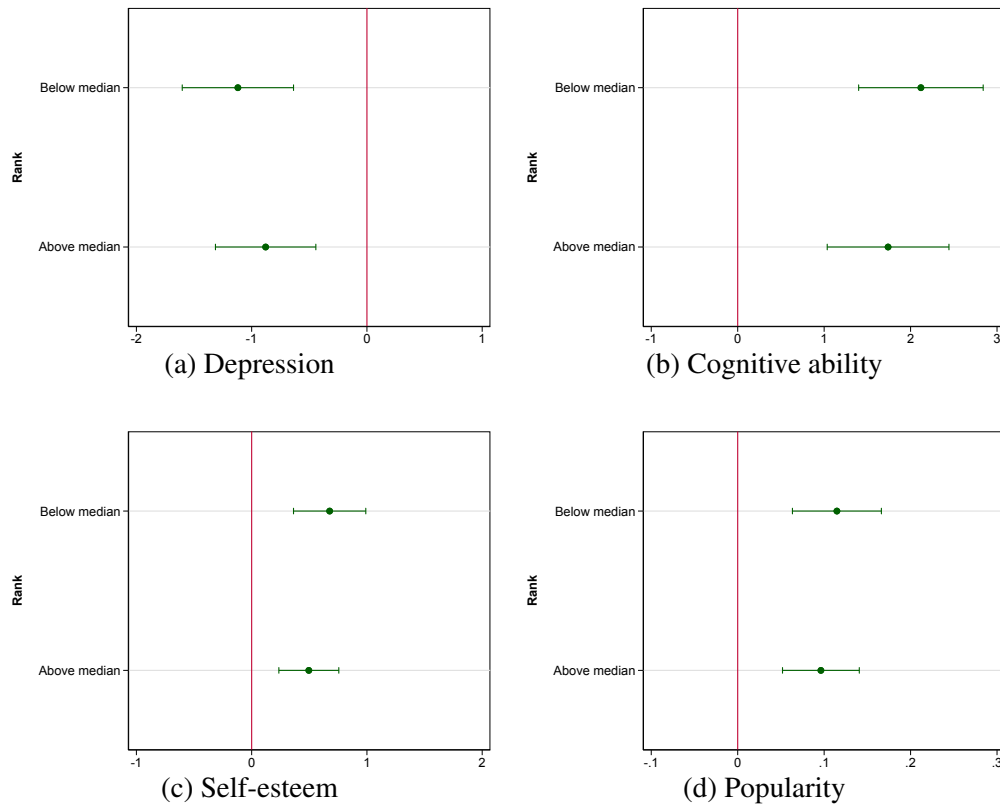 Rank
Below median
Above median
-2 -1 0 1
(a) Depression
Rank
Below median
Above median
-1 0 1 2 3
(b) Cognitive ability
Rank
Below median
Above median
-1 0 1 2
(c) Self-esteem
Rank
Below median
Above median
-.1 0 .1 .2 .3
(d) Popularity